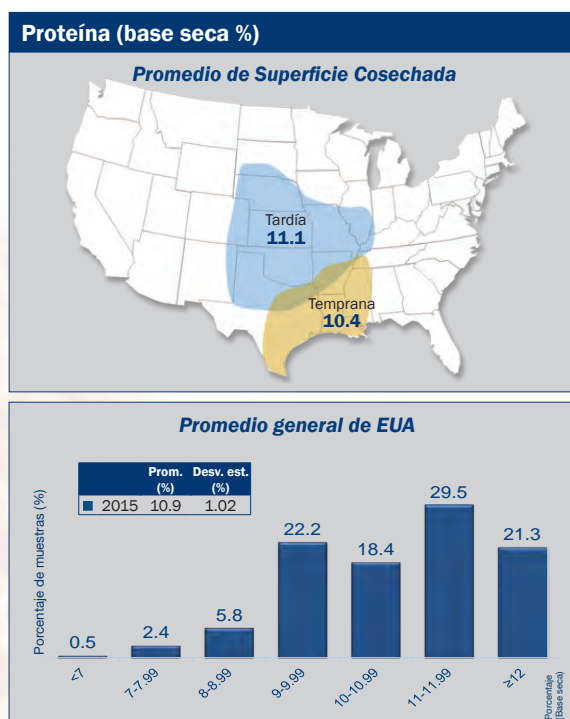 Proteína (base seca %)
Promedio de Superficie Cosechada
Tardía
11.1
Temprana
10.4
Promedio general de EUA
Prom. Desv. est.
(%) (%)
2015 10.9 1.02
Porcentaje de muestras (%)
0.5
2.4
5.8
22.2
18.4
29.5
21.3
<7
7-7.99
8-8.99
9-9.99
10-10.99
11-11.99
≥12
Porcentaje
(Base seca)